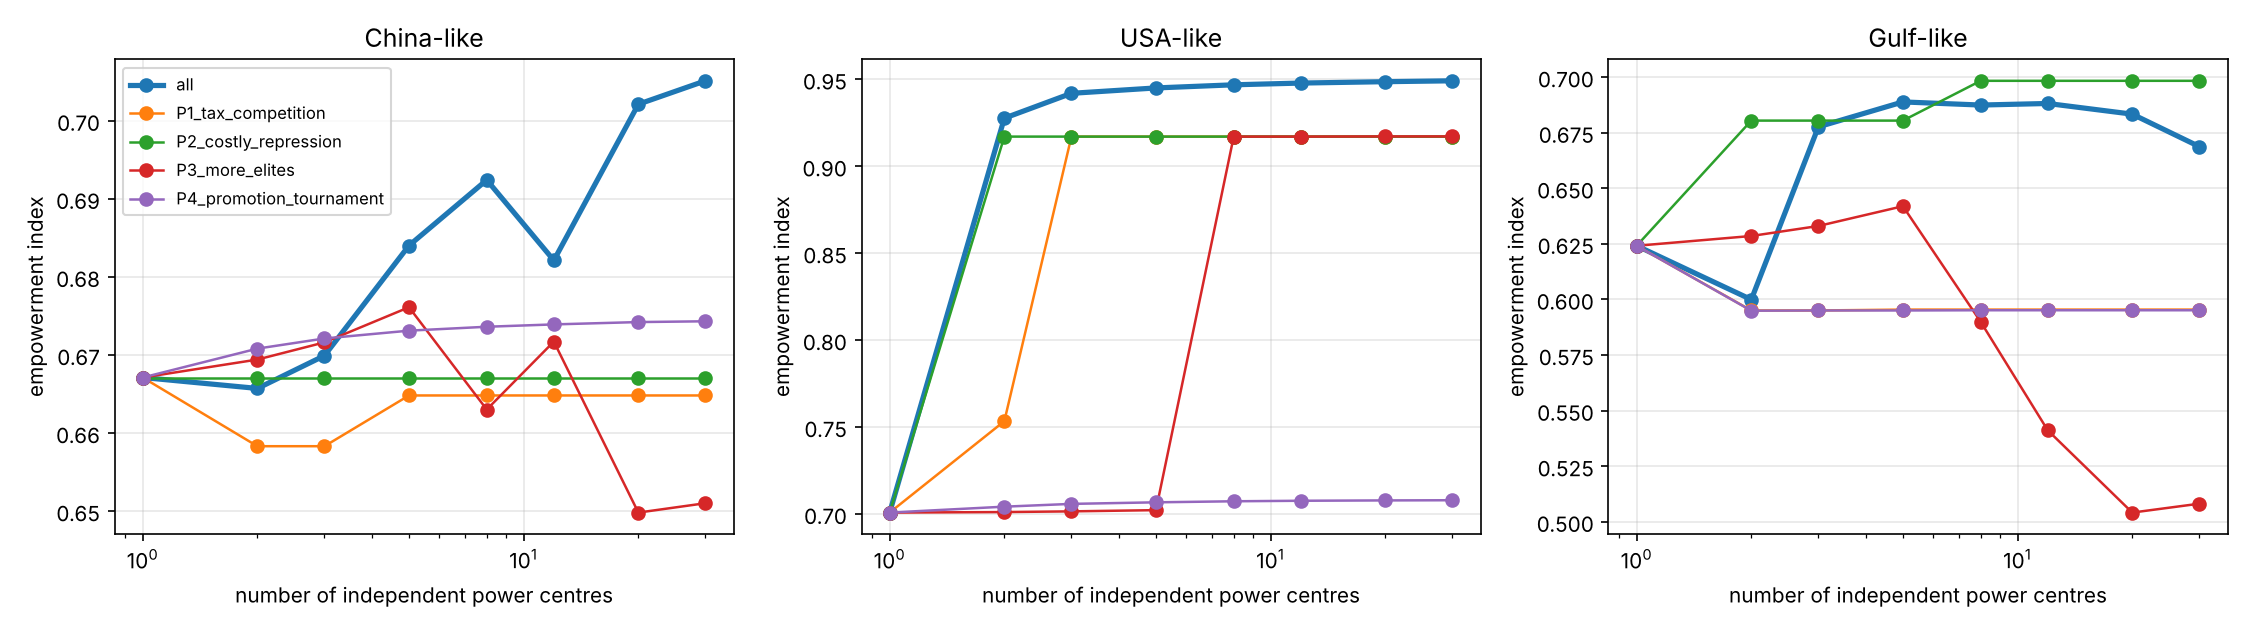 China-like
all
P1_tax_competition
P2_costly_repression
P3_more_elites
P4_promotion_tournament
0.70
0.69
0.68
0.67
0.66
0.65
empowerment index
10⁰
10¹
number of independent power centres
USA-like
0.95
0.90
0.85
0.80
0.75
0.70
empowerment index
10⁰
10¹
number of independent power centres
Gulf-like
0.700
0.675
0.650
0.625
0.600
0.575
0.550
0.525
0.500
empowerment index
10⁰
10¹
number of independent power centres